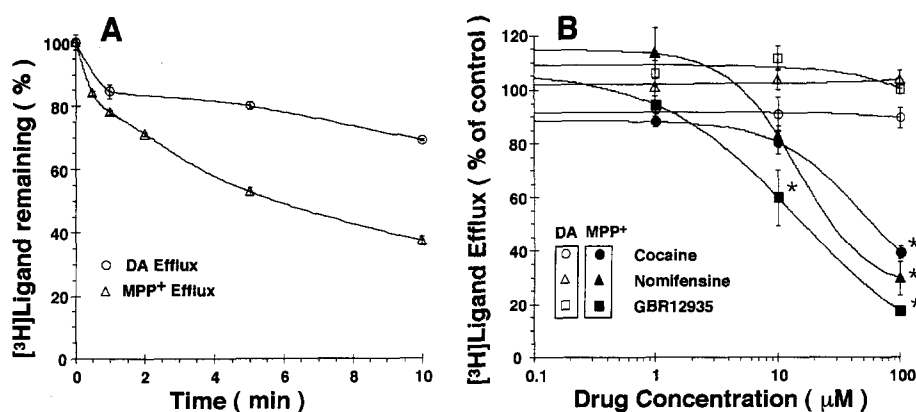 A
[³H]Ligand remaining ( % )
100
80
60
40
20
0
DA Efflux
MPP⁺ Efflux
0
2
4
6
8
10
Time ( min )
B
[³H]Ligand Efflux ( % of control)
120
100
80
60
40
20
0
*
*
*
*
DA MPP⁺
Cocaine
Nomifensine
GBR12935
0.1
1
10
100
Drug Concentration ( μM )